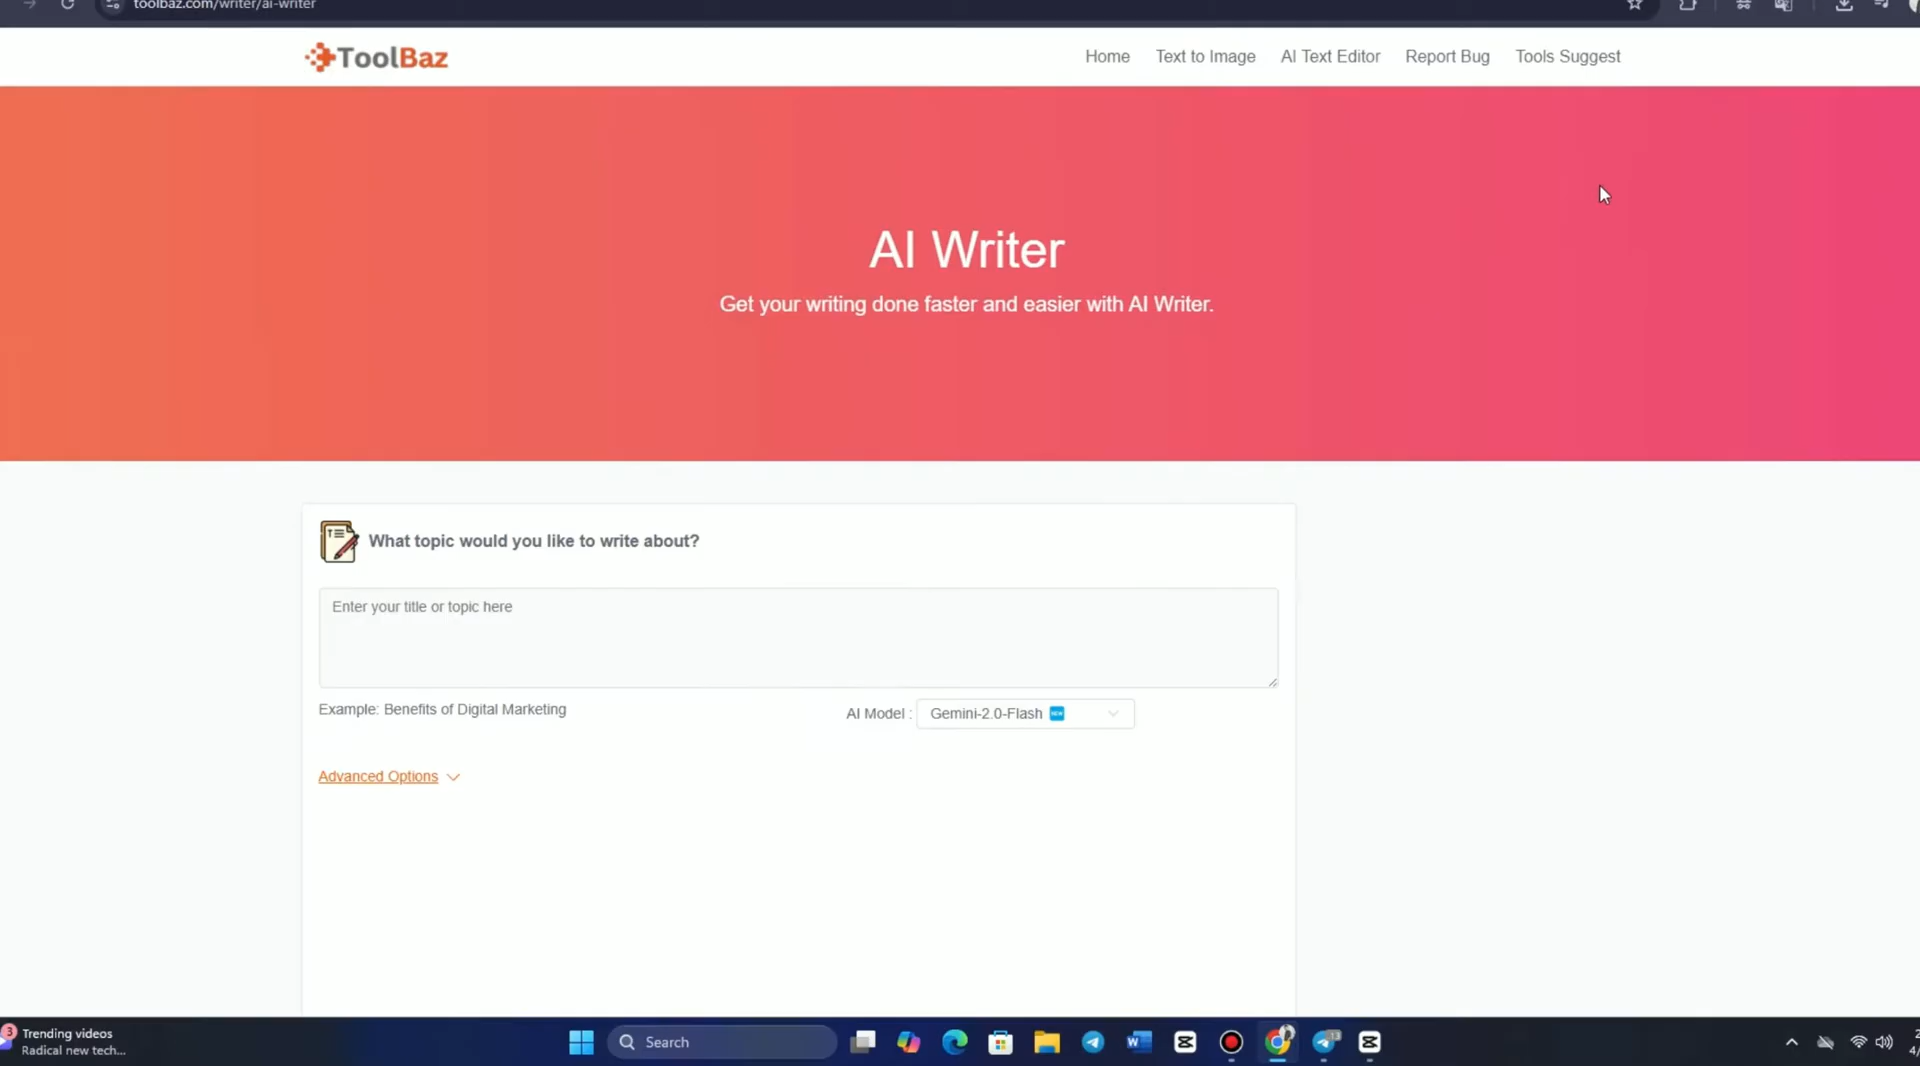 toolbaz.com/writer/ai-writer
ToolBaz
Home Text to Image AI Text Editor Report Bug Tools Suggest
AI Writer
Get your writing done faster and easier with AI Writer.
What topic would you like to write about?
Enter your title or topic here
Example: Benefits of Digital Marketing
AI Model : Gemini-2.0-Flash NEW
Advanced Options
3
Trending videos
Radical new tech...
Search
13